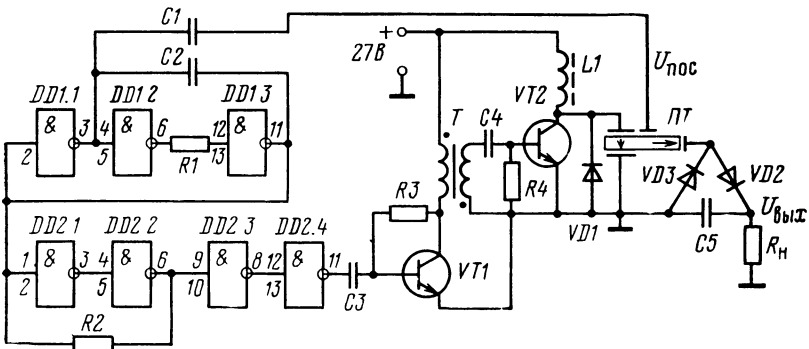 C1
C2
+
27В
Uпос
L1
DD1.1 DD1 2 DD1 3
VT2
ПТ
& & &
T C4
2 3 4 5 6 R1 12 13 11
VD3 VD2
R3 R4
VD1
C5
Uвых
Rн
DD2 1 DD2 2 DD2 3 DD2.4
1 2 & 3 4 5 & 6 9 10 & 8 12 13 & 11
C3
VT1
R2